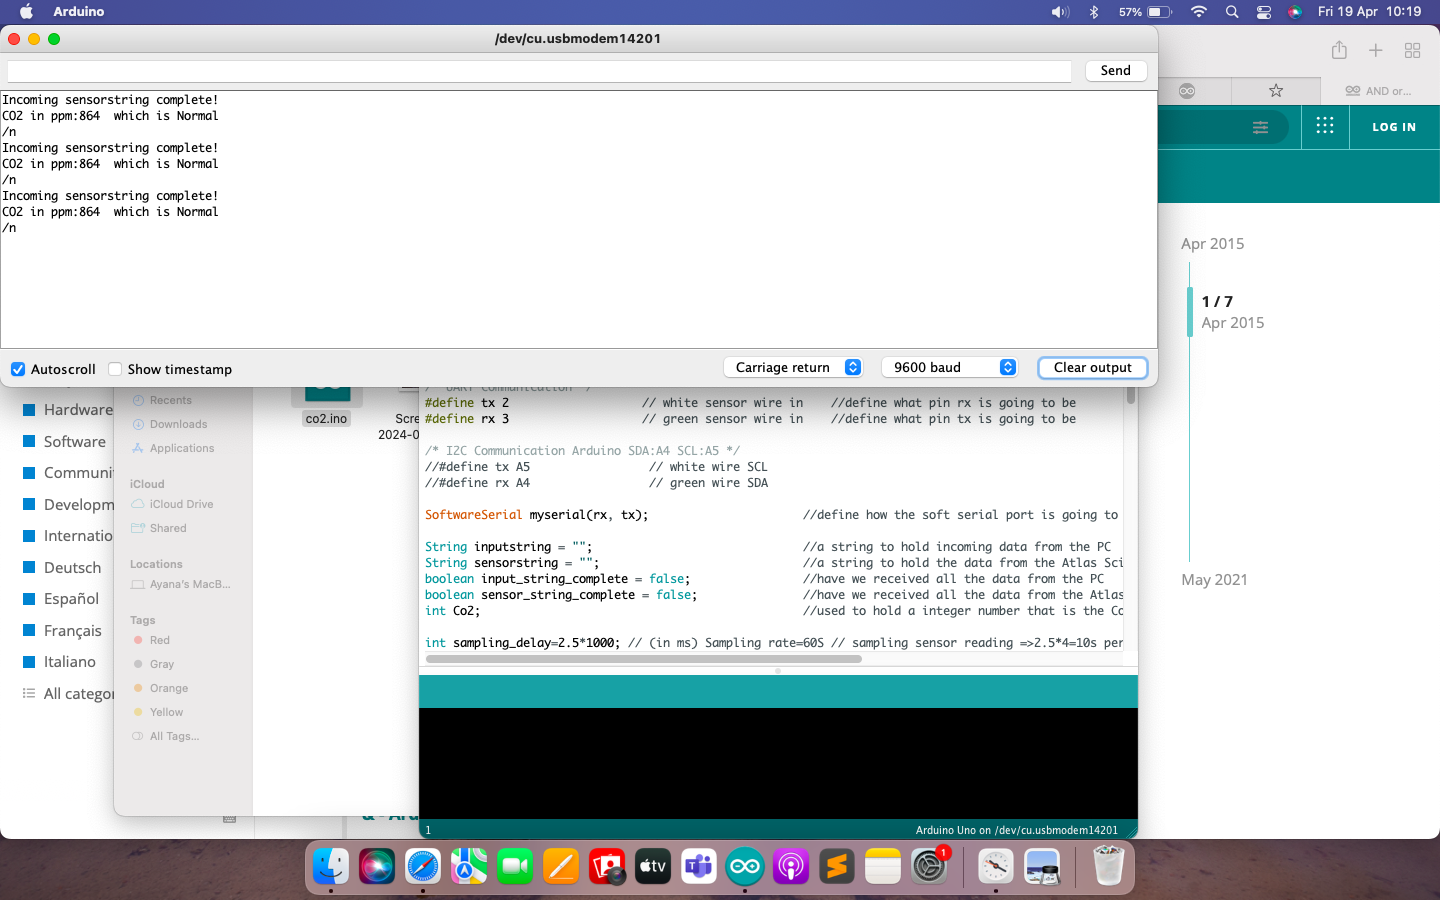 Arduino
57%
Fri 19 Apr 10:19
/dev/cu.usbmodem14201
Send
Incoming sensorstring complete!
CO2 in ppm:864  which is Normal
/n
Incoming sensorstring complete!
CO2 in ppm:864  which is Normal
/n
Incoming sensorstring complete!
CO2 in ppm:864  which is Normal
/n
Autoscroll
Show timestamp
Carriage return
9600 baud
Clear output
AND or...
LOG IN
Apr 2015
1 / 7
Apr 2015
May 2021
Hardware
Software
Communi
Developm
Internatio
Deutsch
Español
Français
Italiano
All catego
Recents
Downloads
Applications
iCloud
iCloud Drive
Shared
Locations
Ayana's MacB...
Tags
Red
Gray
Orange
Yellow
All Tags...
co2.ino
Scre
2024-0
/* UART Communication */
#define tx 2 // white sensor wire in //define what pin rx is going to be
#define rx 3 // green sensor wire in //define what pin tx is going to be
/* I2C Communication Arduino SDA:A4 SCL:A5 */
//#define tx A5 // white wire SCL
//#define rx A4 // green wire SDA
SoftwareSerial myserial(rx, tx); //define how the soft serial port is going to
String inputstring = ""; //a string to hold incoming data from the PC
String sensorstring = ""; //a string to hold the data from the Atlas Sci
boolean input_string_complete = false; //have we received all the data from the PC
boolean sensor_string_complete = false; //have we received all the data from the Atlas
int Co2; //used to hold a integer number that is the Co
int sampling_delay=2.5*1000; // (in ms) Sampling rate=60S // sampling sensor reading =>2.5*4=10s per
1
Arduino Uno on /dev/cu.usbmodem14201
1
tv